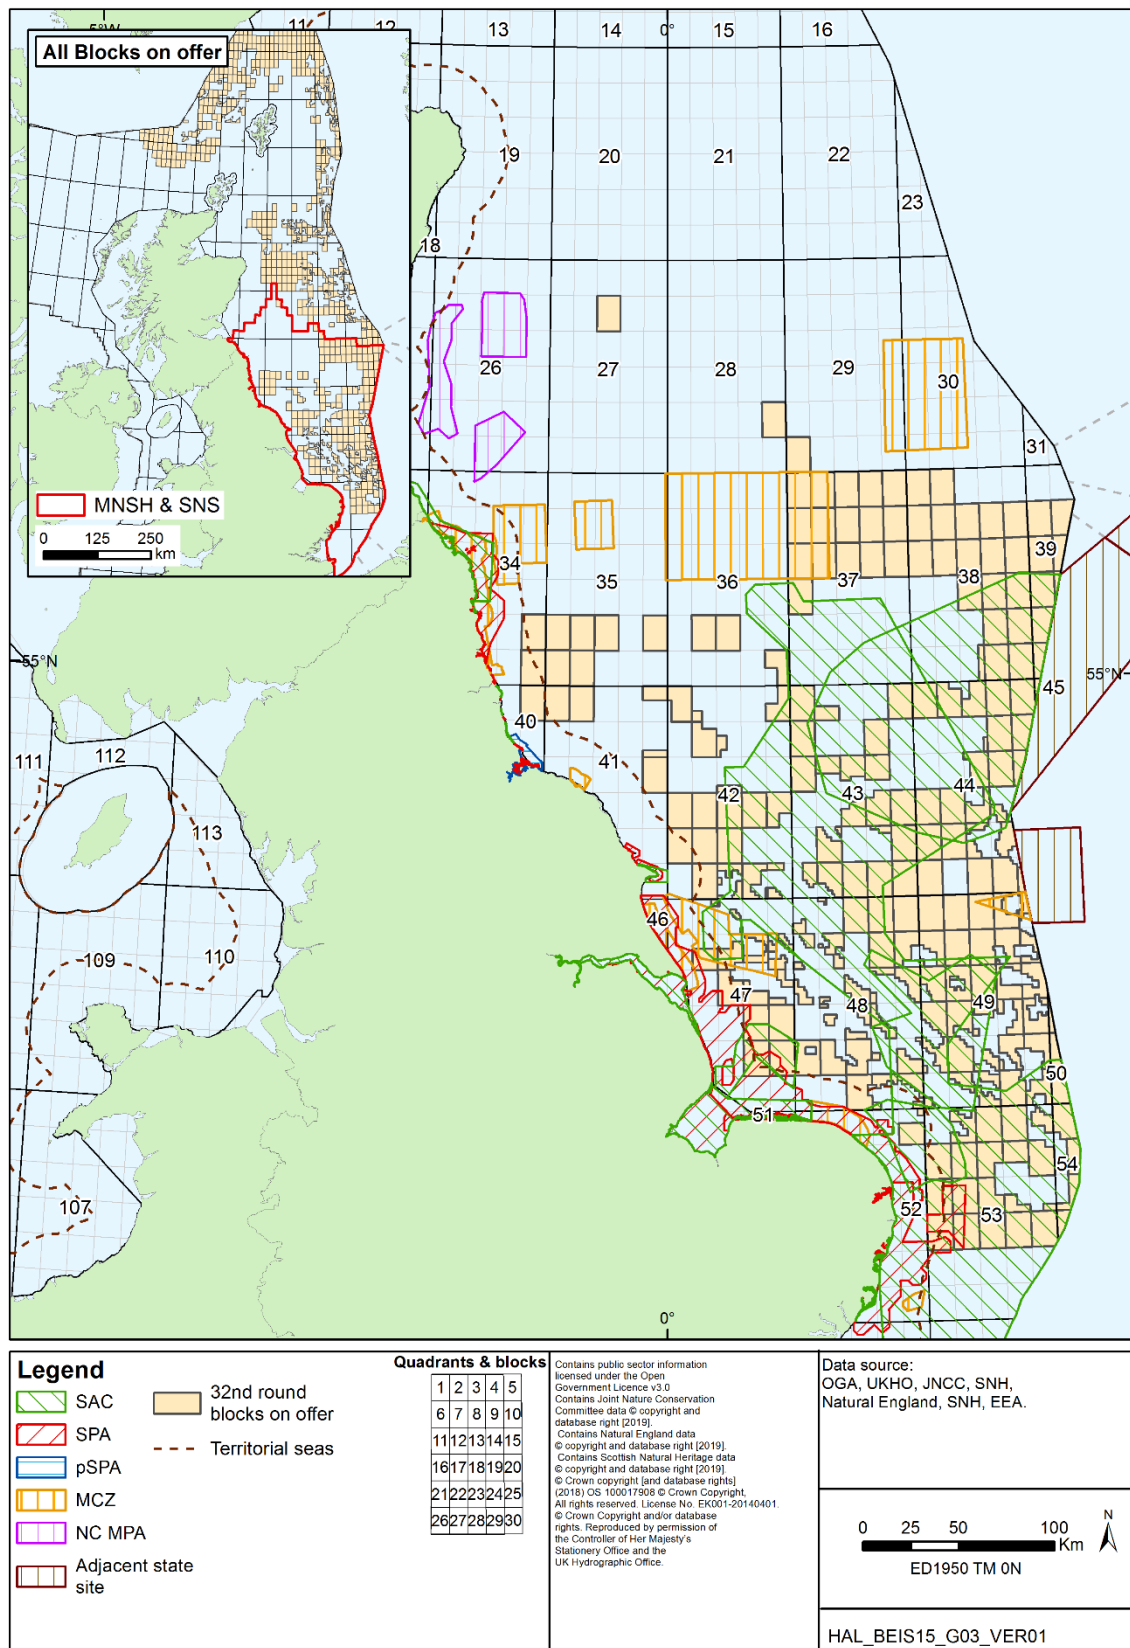 5°W
11
12
13
14
0°
15
16
All Blocks on offer
MNSH & SNS
0 125 250
km
19
20
21
22
23
18
26
27
28
29
30
31
34
35
36
37
38
39
55°N
55°N
40
41
42
43
44
45
111
112
113
46
47
48
49
109
110
50
51
54
107
52
53
0°
Legend
SAC
SPA
pSPA
MCZ
NC MPA
Adjacent state
site
32nd round
blocks on offer
Territorial seas
Quadrants & blocks
1 2 3 4 5
6 7 8 9 10
11 12 13 14 15
16 17 18 19 20
21 22 23 24 25
26 27 28 29 30
Contains public sector information
licensed under the Open
Government Licence v3.0
Contains Joint Nature Conservation
Committee data © copyright and
database right [2019].
Contains Natural England data
© copyright and database right [2019].
Contains Scottish Natural Heritage data
© copyright and database right [2019].
© Crown copyright [and database rights]
(2018) OS 100017908 © Crown Copyright,
All rights reserved. License No. EK001-20140401.
© Crown Copyright and/or database
rights. Reproduced by permission of
the Controller of Her Majesty's
Stationery Office and the
UK Hydrographic Office.
Data source:
OGA, UKHO, JNCC, SNH,
Natural England, SNH, EEA.
0 25 50 100
Km
N
ED1950 TM 0N
HAL_BEIS15_G03_VER01